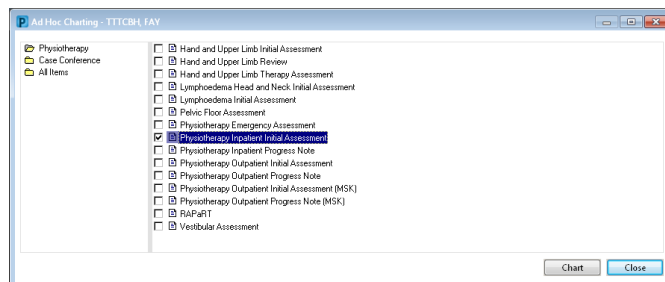 Ad Hoc Charting - TTTCBH, FAY
Physiotherapy
Case Conference
All Items
Hand and Upper Limb Initial Assessment
Hand and Upper Limb Review
Hand and Upper Limb Therapy Assessment
Lymphoedema Head and Neck Initial Assessment
Lymphoedema Initial Assessment
Pelvic Floor Assessment
Physiotherapy Emergency Assessment
Physiotherapy Inpatient Initial Assessment
Physiotherapy Inpatient Progress Note
Physiotherapy Outpatient Initial Assessment
Physiotherapy Outpatient Progress Note
Physiotherapy Outpatient Initial Assessment (MSK)
Physiotherapy Outpatient Progress Note (MSK)
RAPaRT
Vestibular Assessment
Chart
Close